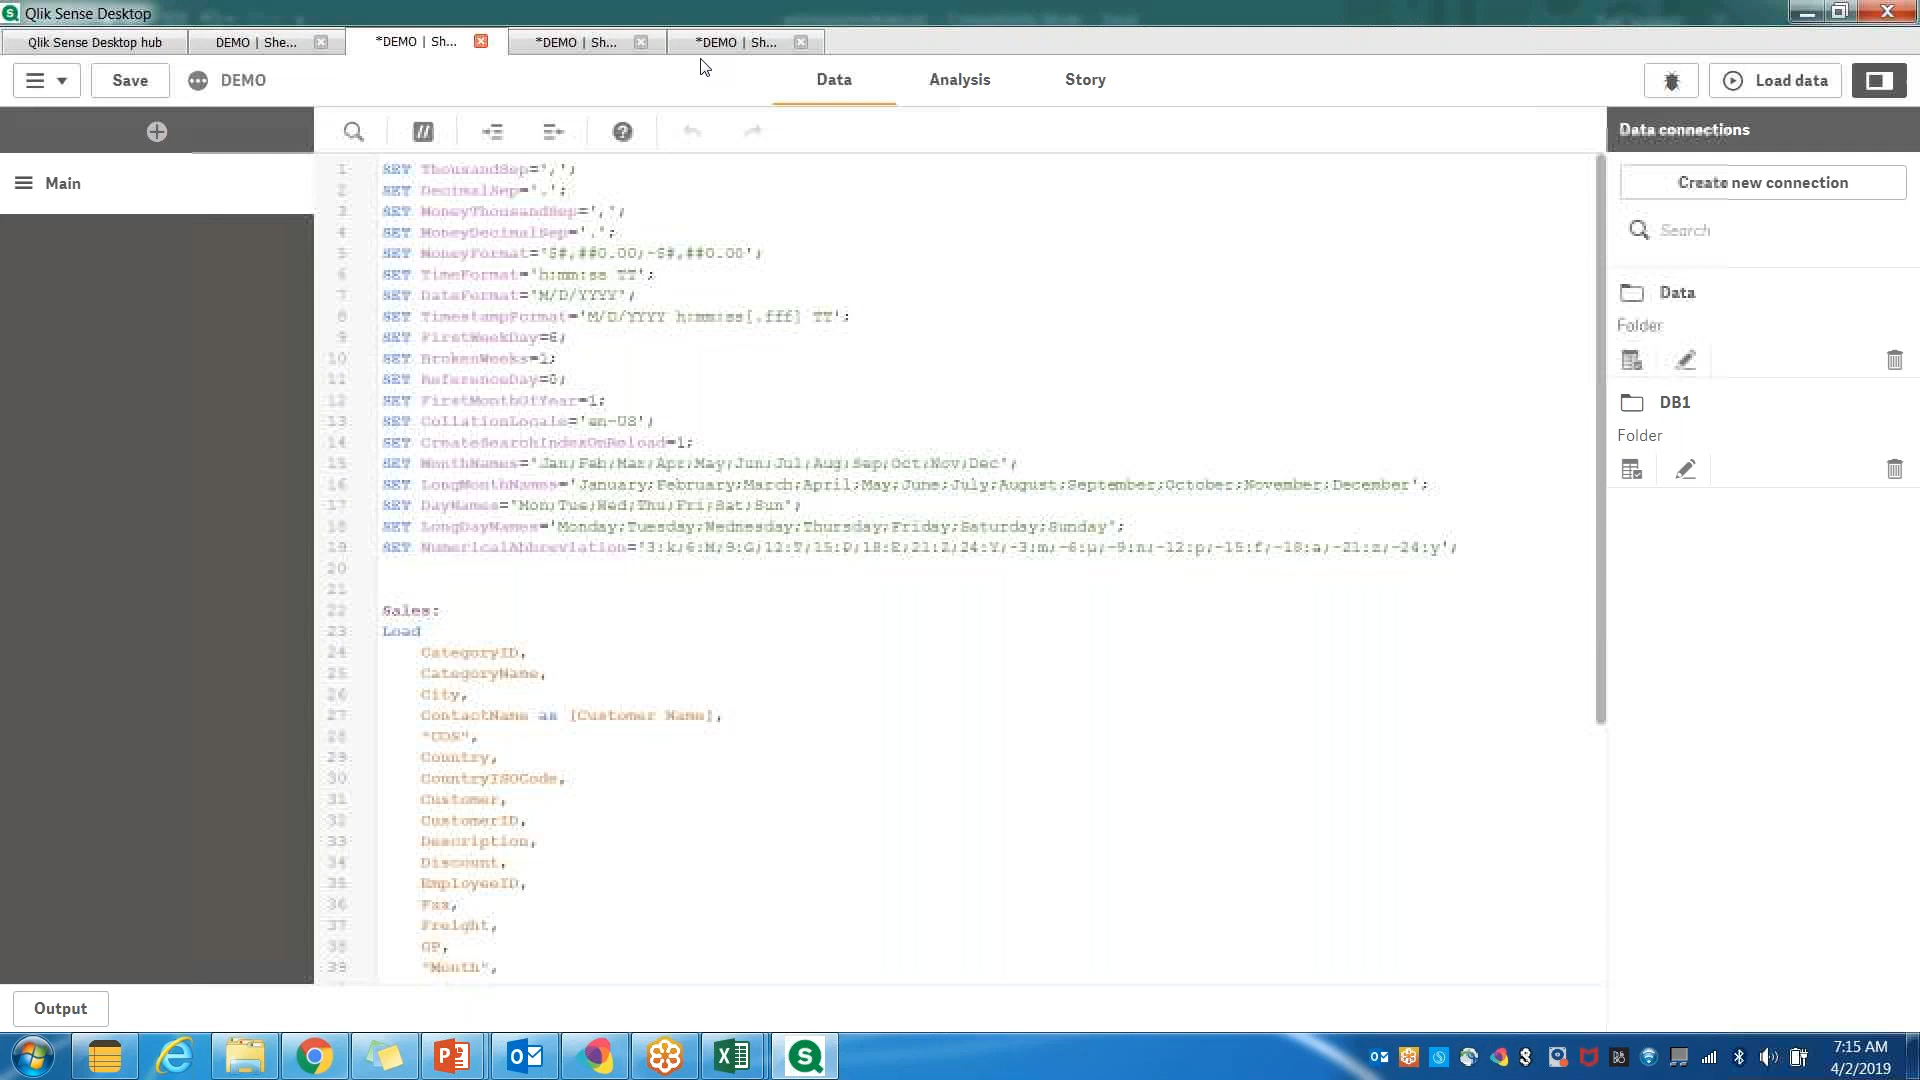 Qlik Sense Desktop
Qlik Sense Desktop hub
DEMO | She...
*DEMO | Sh...
*DEMO | Sh...
*DEMO | Sh...
Save
DEMO
Data
Analysis
Story
Load data
Main
Data connections
Create new connection
Search
Data
Folder
DB1
Folder
1 SET ThousandSep=',';
2 SET DecimalSep='.';
3 SET MoneyThousandSep=',';
4 SET MoneyDecimalSep='.';
5 SET MoneyFormat='$#,##0.00;-$#,##0.00';
6 SET TimeFormat='h:mm:ss TT';
7 SET DateFormat='M/D/YYYY';
8 SET TimestampFormat='M/D/YYYY h:mm:ss[.fff] TT';
9 SET FirstWeekDay=6;
10 SET BrokenWeeks=1;
11 SET ReferenceDay=0;
12 SET FirstMonthOfYear=1;
13 SET CollationLocale='en-US';
14 SET CreateSearchIndexOnReload=1;
15 SET MonthNames='Jan;Feb;Mar;Apr;May;Jun;Jul;Aug;Sep;Oct;Nov;Dec';
16 SET LongMonthNames='January;February;March;April;May;June;July;August;September;October;November;December';
17 SET DayNames='Mon;Tue;Wed;Thu;Fri;Sat;Sun';
18 SET LongDayNames='Monday;Tuesday;Wednesday;Thursday;Friday;Saturday;Sunday';
19 SET NumericalAbbreviation='3:k;6:M;9:G;12:T;15:P;18:E;21:Z;24:Y;-3:m;-6:μ;-9:n;-12:p;-15:f;-18:a;-21:z;-24:y';
20
21
22 Sales:
23 Load
24 CategoryID,
25 CategoryName,
26 City,
27 ContactName as [Customer Name],
28 "COS",
29 Country,
30 CountryISOCode,
31 Customer,
32 CustomerID,
33 Description,
34 Discount,
35 EmployeeID,
36 Fax,
37 Freight,
38 GP,
39 "Month",
Output
7:15 AM
4/2/2019